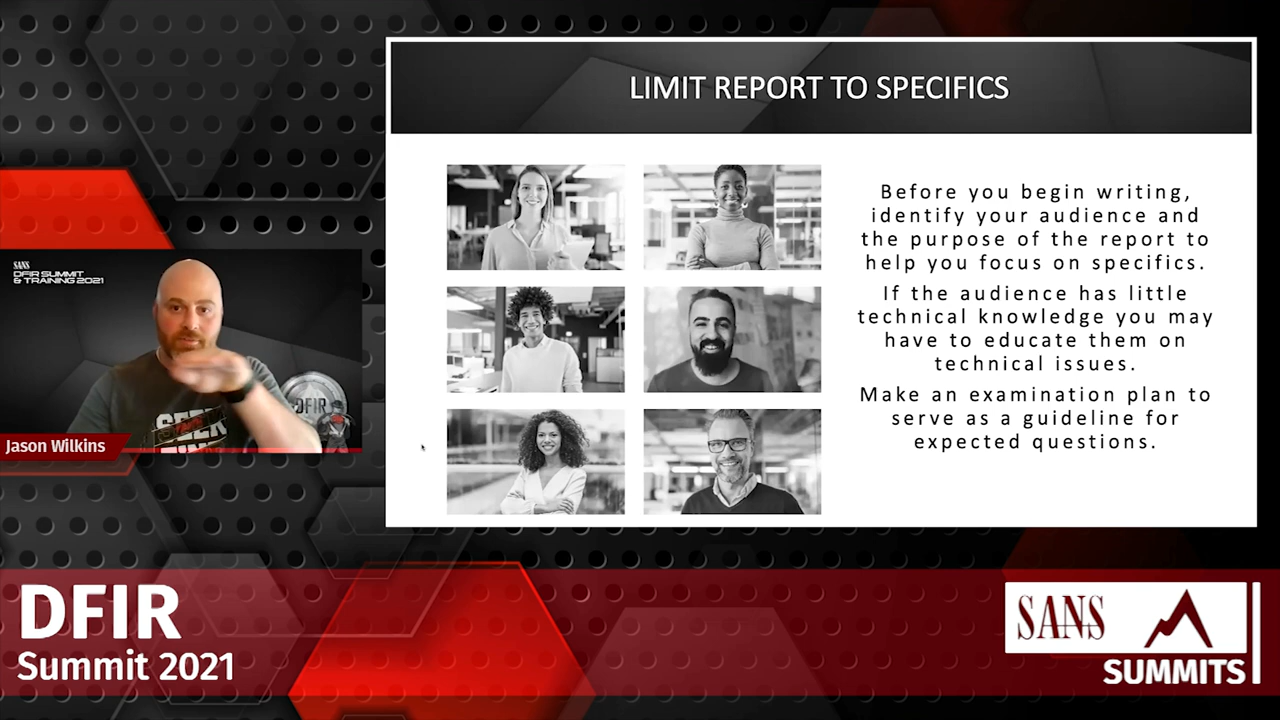 LIMIT REPORT TO SPECIFICS
Before you begin writing,
identify your audience and
the purpose of the report to
help you focus on specifics.
If the audience has little
technical knowledge you may
have to educate them on
technical issues.
Make an examination plan to
serve as a guideline for
expected questions.
SANS
DFIR SUMMIT
& TRAINING 2021
DFIR
Jason Wilkins
DFIR
Summit 2021
SANS
SUMMITS